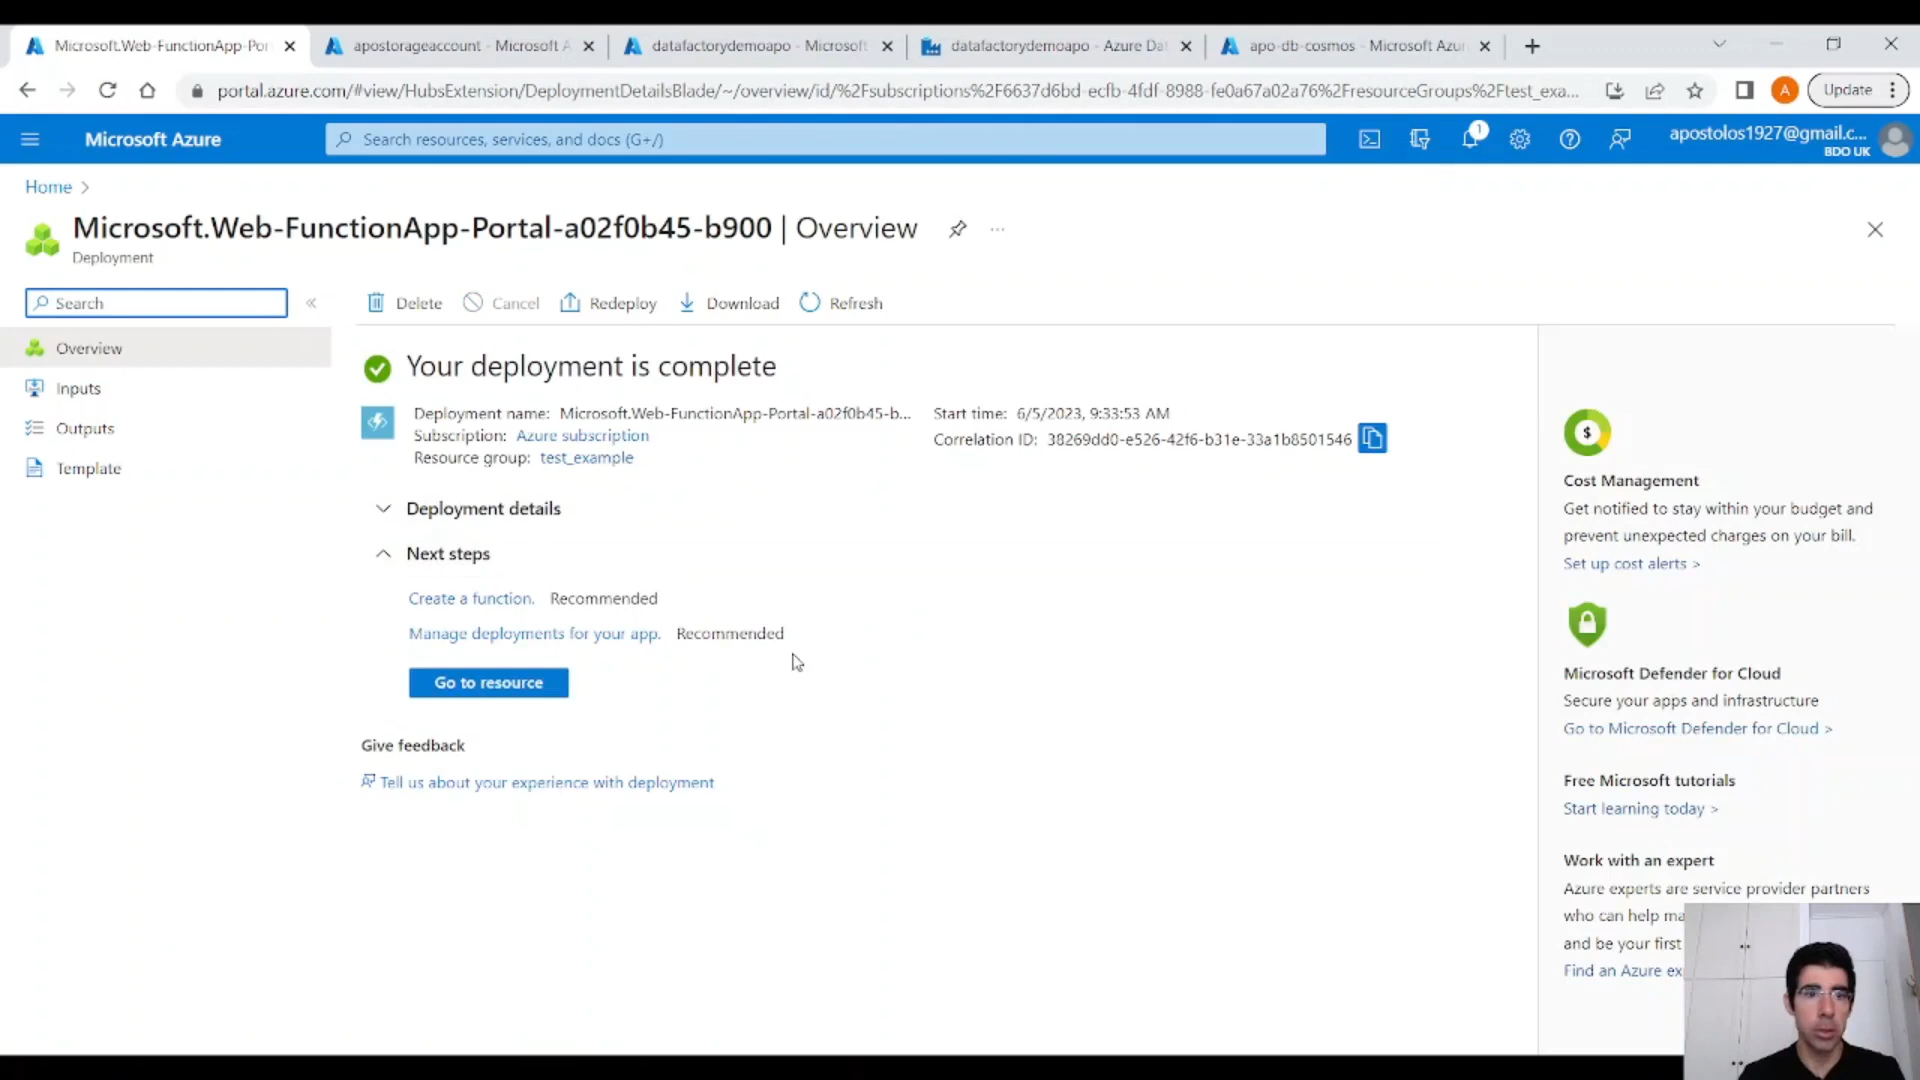 Microsoft.Web-FunctionApp-Por
apostorageaccount - Microsoft A
datafactorydemoapo - Microsoft
datafactorydemoapo - Azure Da
apo-db-cosmos - Microsoft Azur
portal.azure.com/#view/HubsExtension/DeploymentDetailsBlade/~/overview/id/%2Fsubscriptions%2F6637d6bd-ecfb-4fdf-8988-fe0a67a02a76%2FresourceGroups%2Ftest_exa...
A
Update
Microsoft Azure
Search resources, services, and docs (G+/)
1
apostolos1927@gmail.c...
BDO UK
Home
Microsoft.Web-FunctionApp-Portal-a02f0b45-b900 | Overview
...
Deployment
Search
«
Delete
Cancel
Redeploy
Download
Refresh
Overview
Inputs
Outputs
Template
Your deployment is complete
Deployment name: Microsoft.Web-FunctionApp-Portal-a02f0b45-b...
Subscription: Azure subscription
Resource group: test_example
Start time: 6/5/2023, 9:33:53 AM
Correlation ID: 38269dd0-e526-42f6-b31e-33a1b8501546
Deployment details
Next steps
Create a function. Recommended
Manage deployments for your app. Recommended
Go to resource
Give feedback
Tell us about your experience with deployment
$
Cost Management
Get notified to stay within your budget and
prevent unexpected charges on your bill.
Set up cost alerts >
Microsoft Defender for Cloud
Secure your apps and infrastructure
Go to Microsoft Defender for Cloud >
Free Microsoft tutorials
Start learning today >
Work with an expert
Azure experts are service provider partners
who can help ma
and be your first
Find an Azure ex